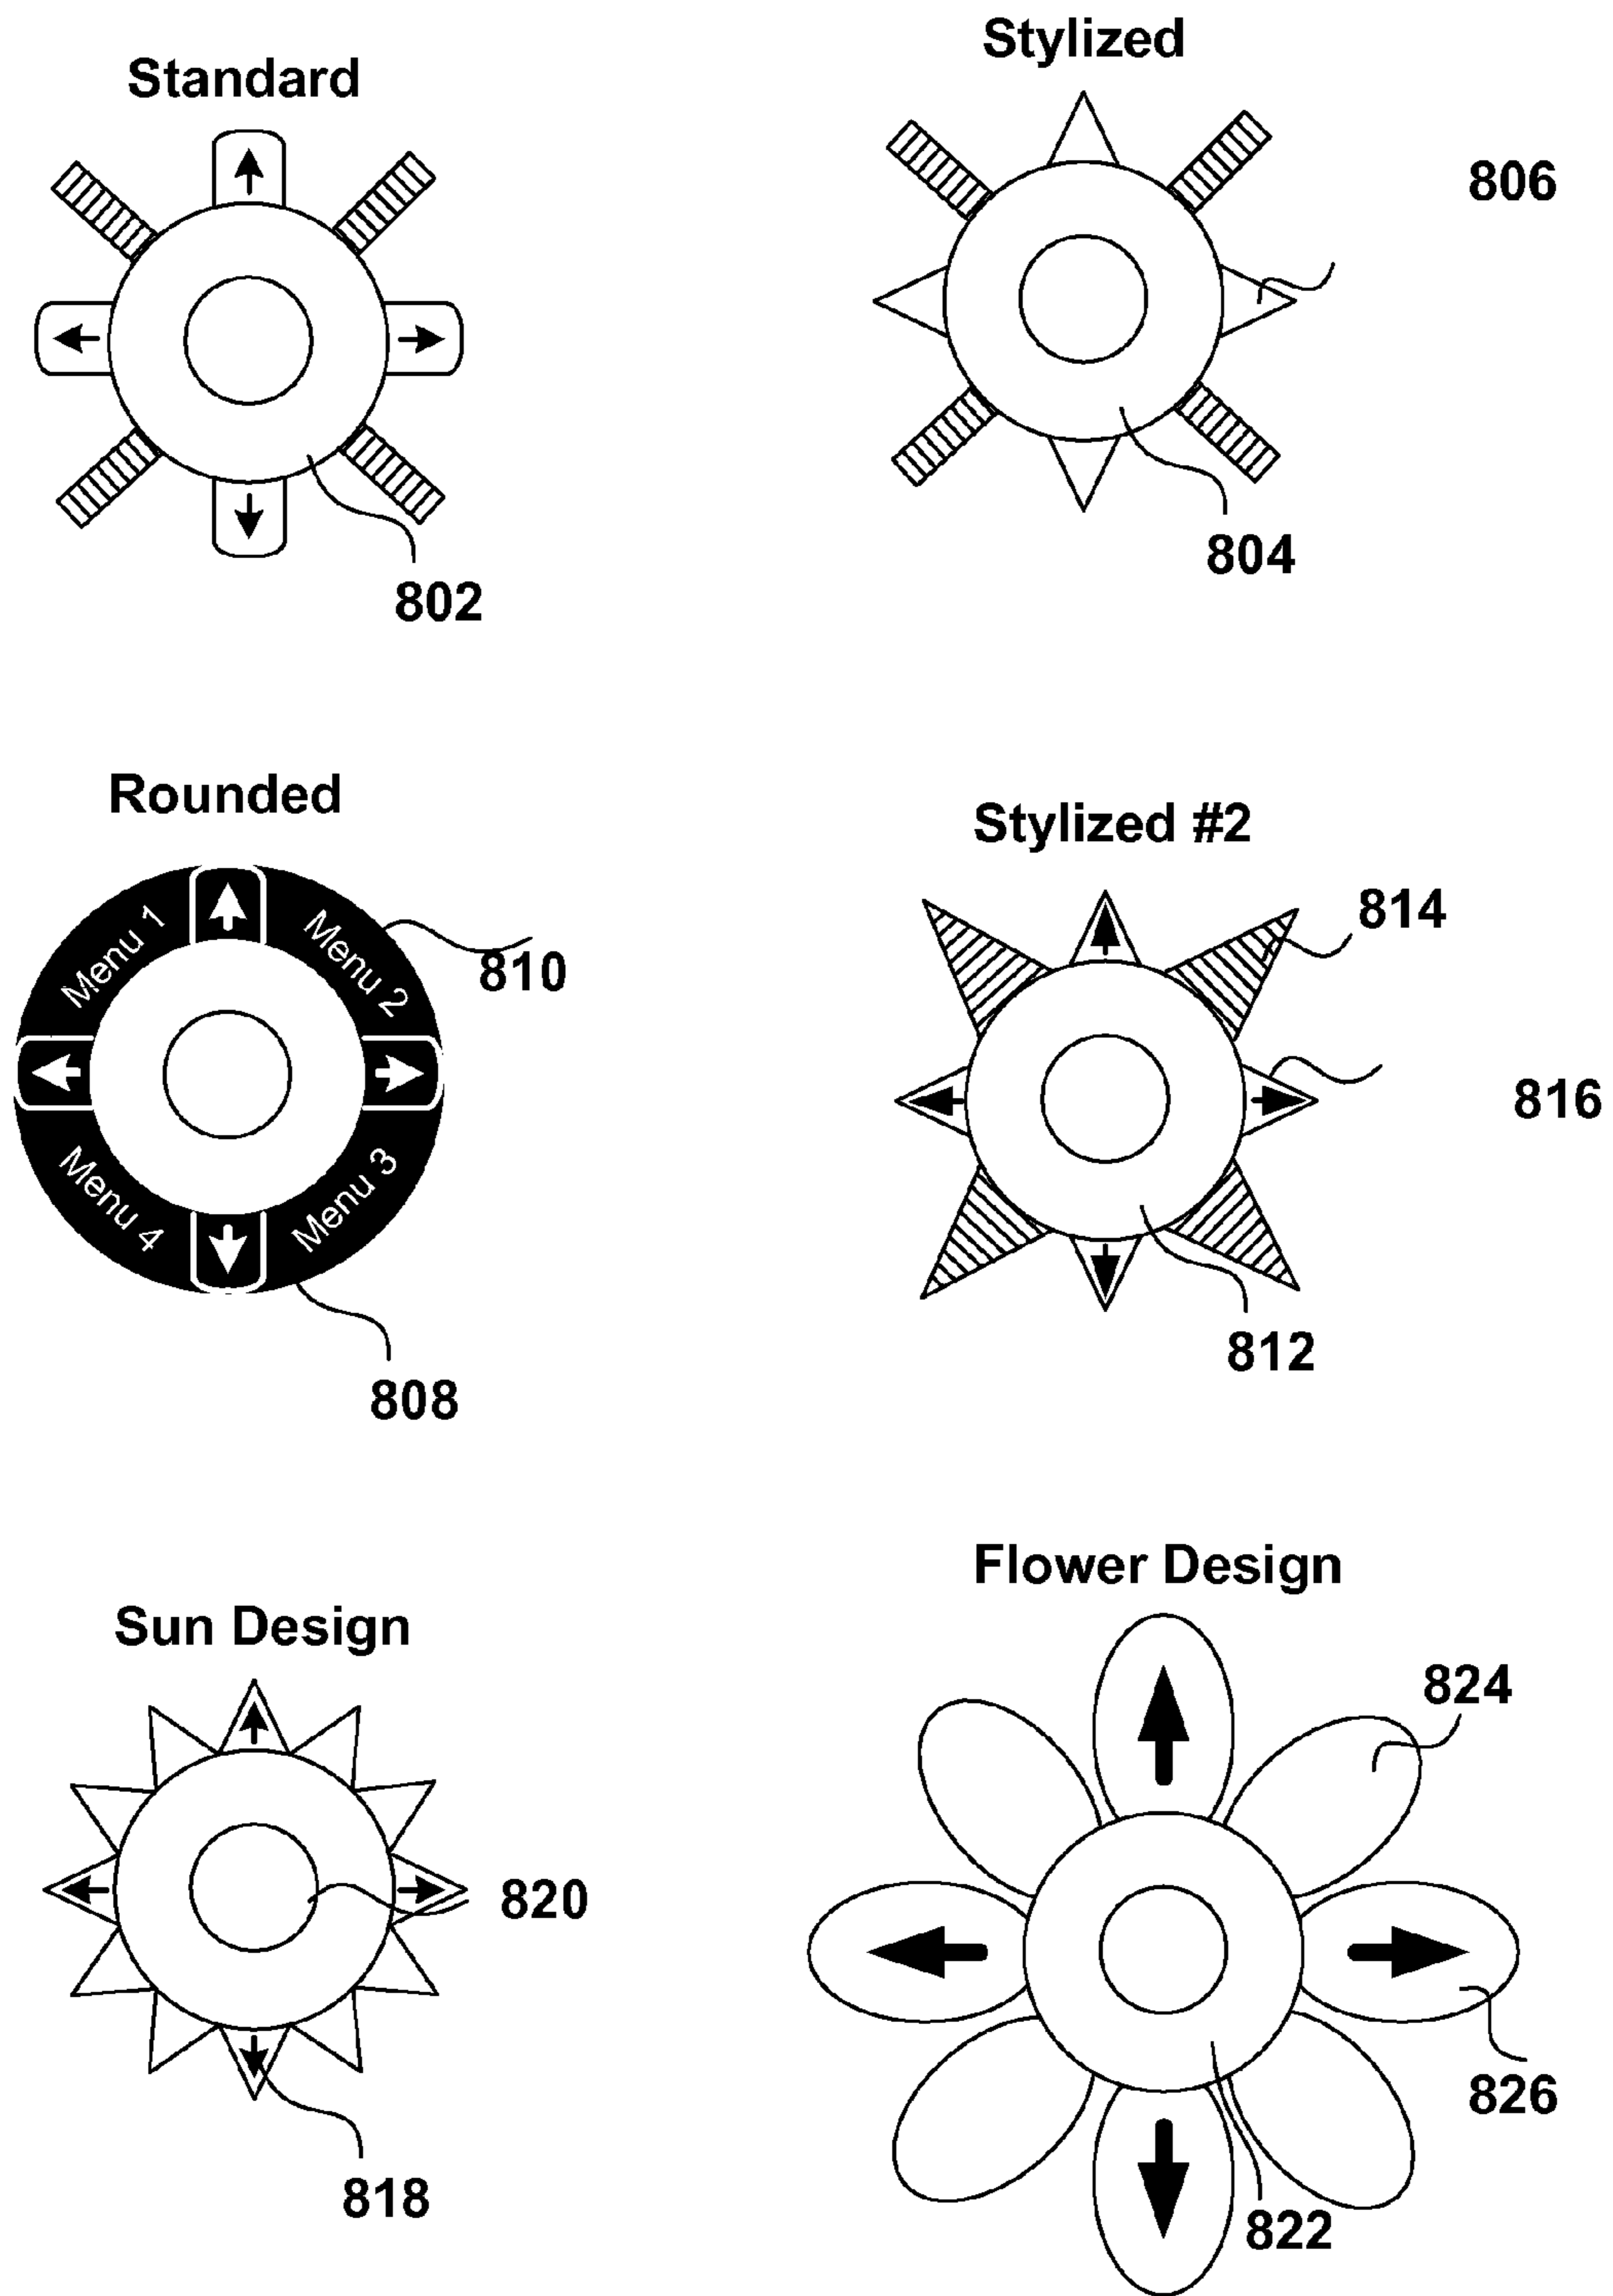 Standard
802
Stylized
806
804
Rounded
Menu 1
Menu 2
Menu 3
Menu 4
810
808
Stylized #2
814
816
812
Sun Design
820
818
Flower Design
824
826
822